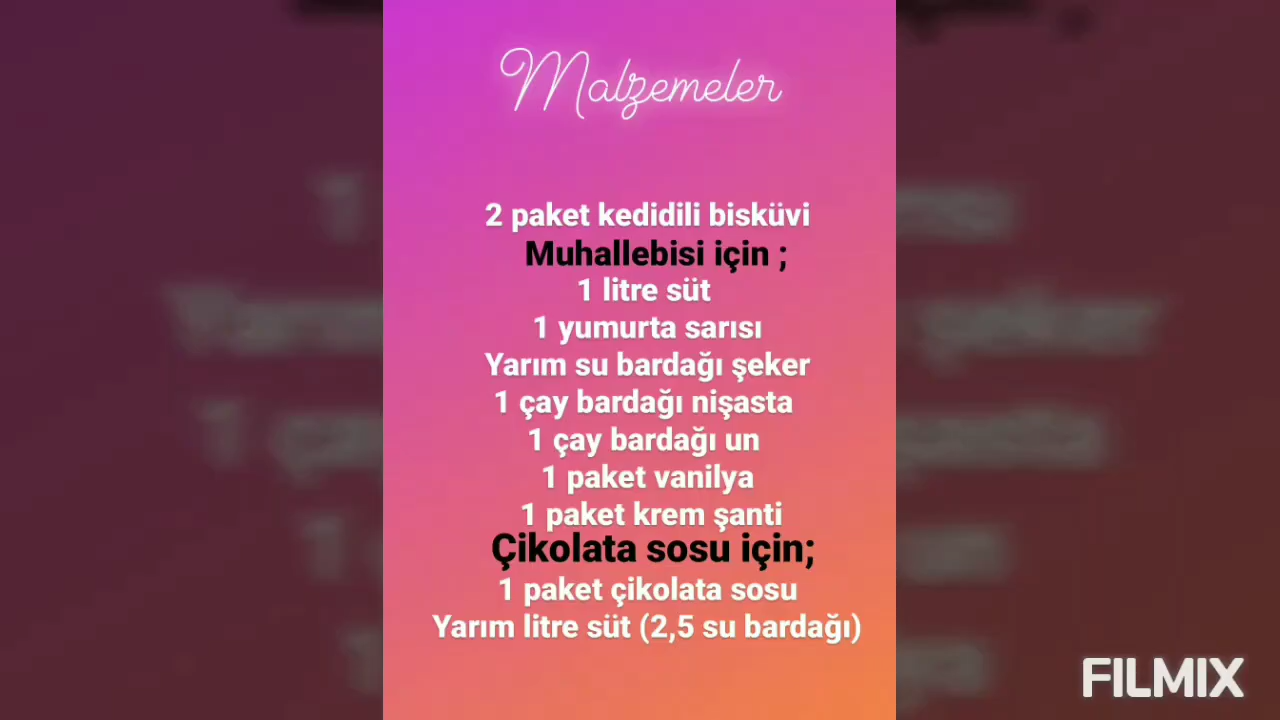 Malzemeler
2 paket kedidili bisküvi
Muhallebisi için ;
1 litre süt
1 yumurta sarısı
Yarım su bardağı şeker
1 çay bardağı nişasta
1 çay bardağı un
1 paket vanilya
1 paket krem şanti
Çikolata sosu için;
1 paket çikolata sosu
Yarım litre süt (2,5 su bardağı)
FILMIX